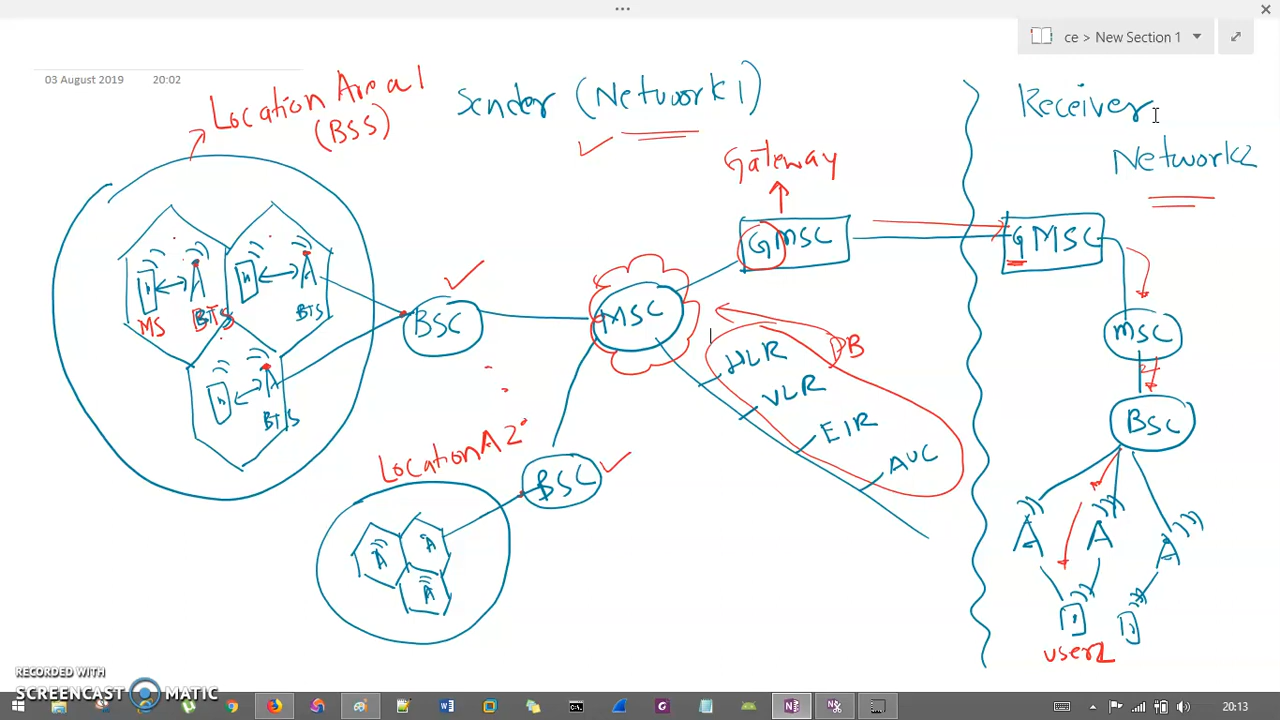 ce > New Section 1
03 August 2019 20:02
Location Area 1
(BSS)
Sender (Network 1)
Receiver
Network2
Gateway
GMSC
GMSC
MS
BTS
BTS
BTS
BSC
MSC
MSC
DB
HLR
VLR
EIR
AUC
BSC
Location A 2
BSC
A
A
A
A
A
A
A
A
A
user2
RECORDED WITH
SCREENCAST MATIC
20:13